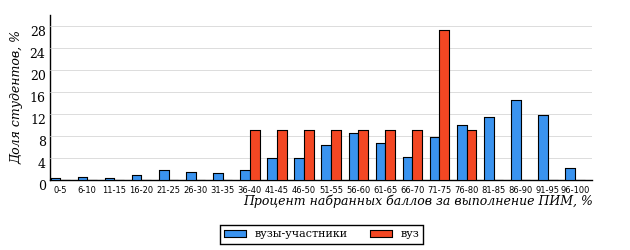 Доля студентов, %
28
24
20
16
12
8
4
0
0-5 6-10 11-15 16-20 21-25 26-30 31-35 36-40 41-45 46-50 51-55 56-60 61-65 66-70 71-75 76-80 81-85 86-90 91-95 96-100
Процент набранных баллов за выполнение ПИМ, %
вузы-участники вуз